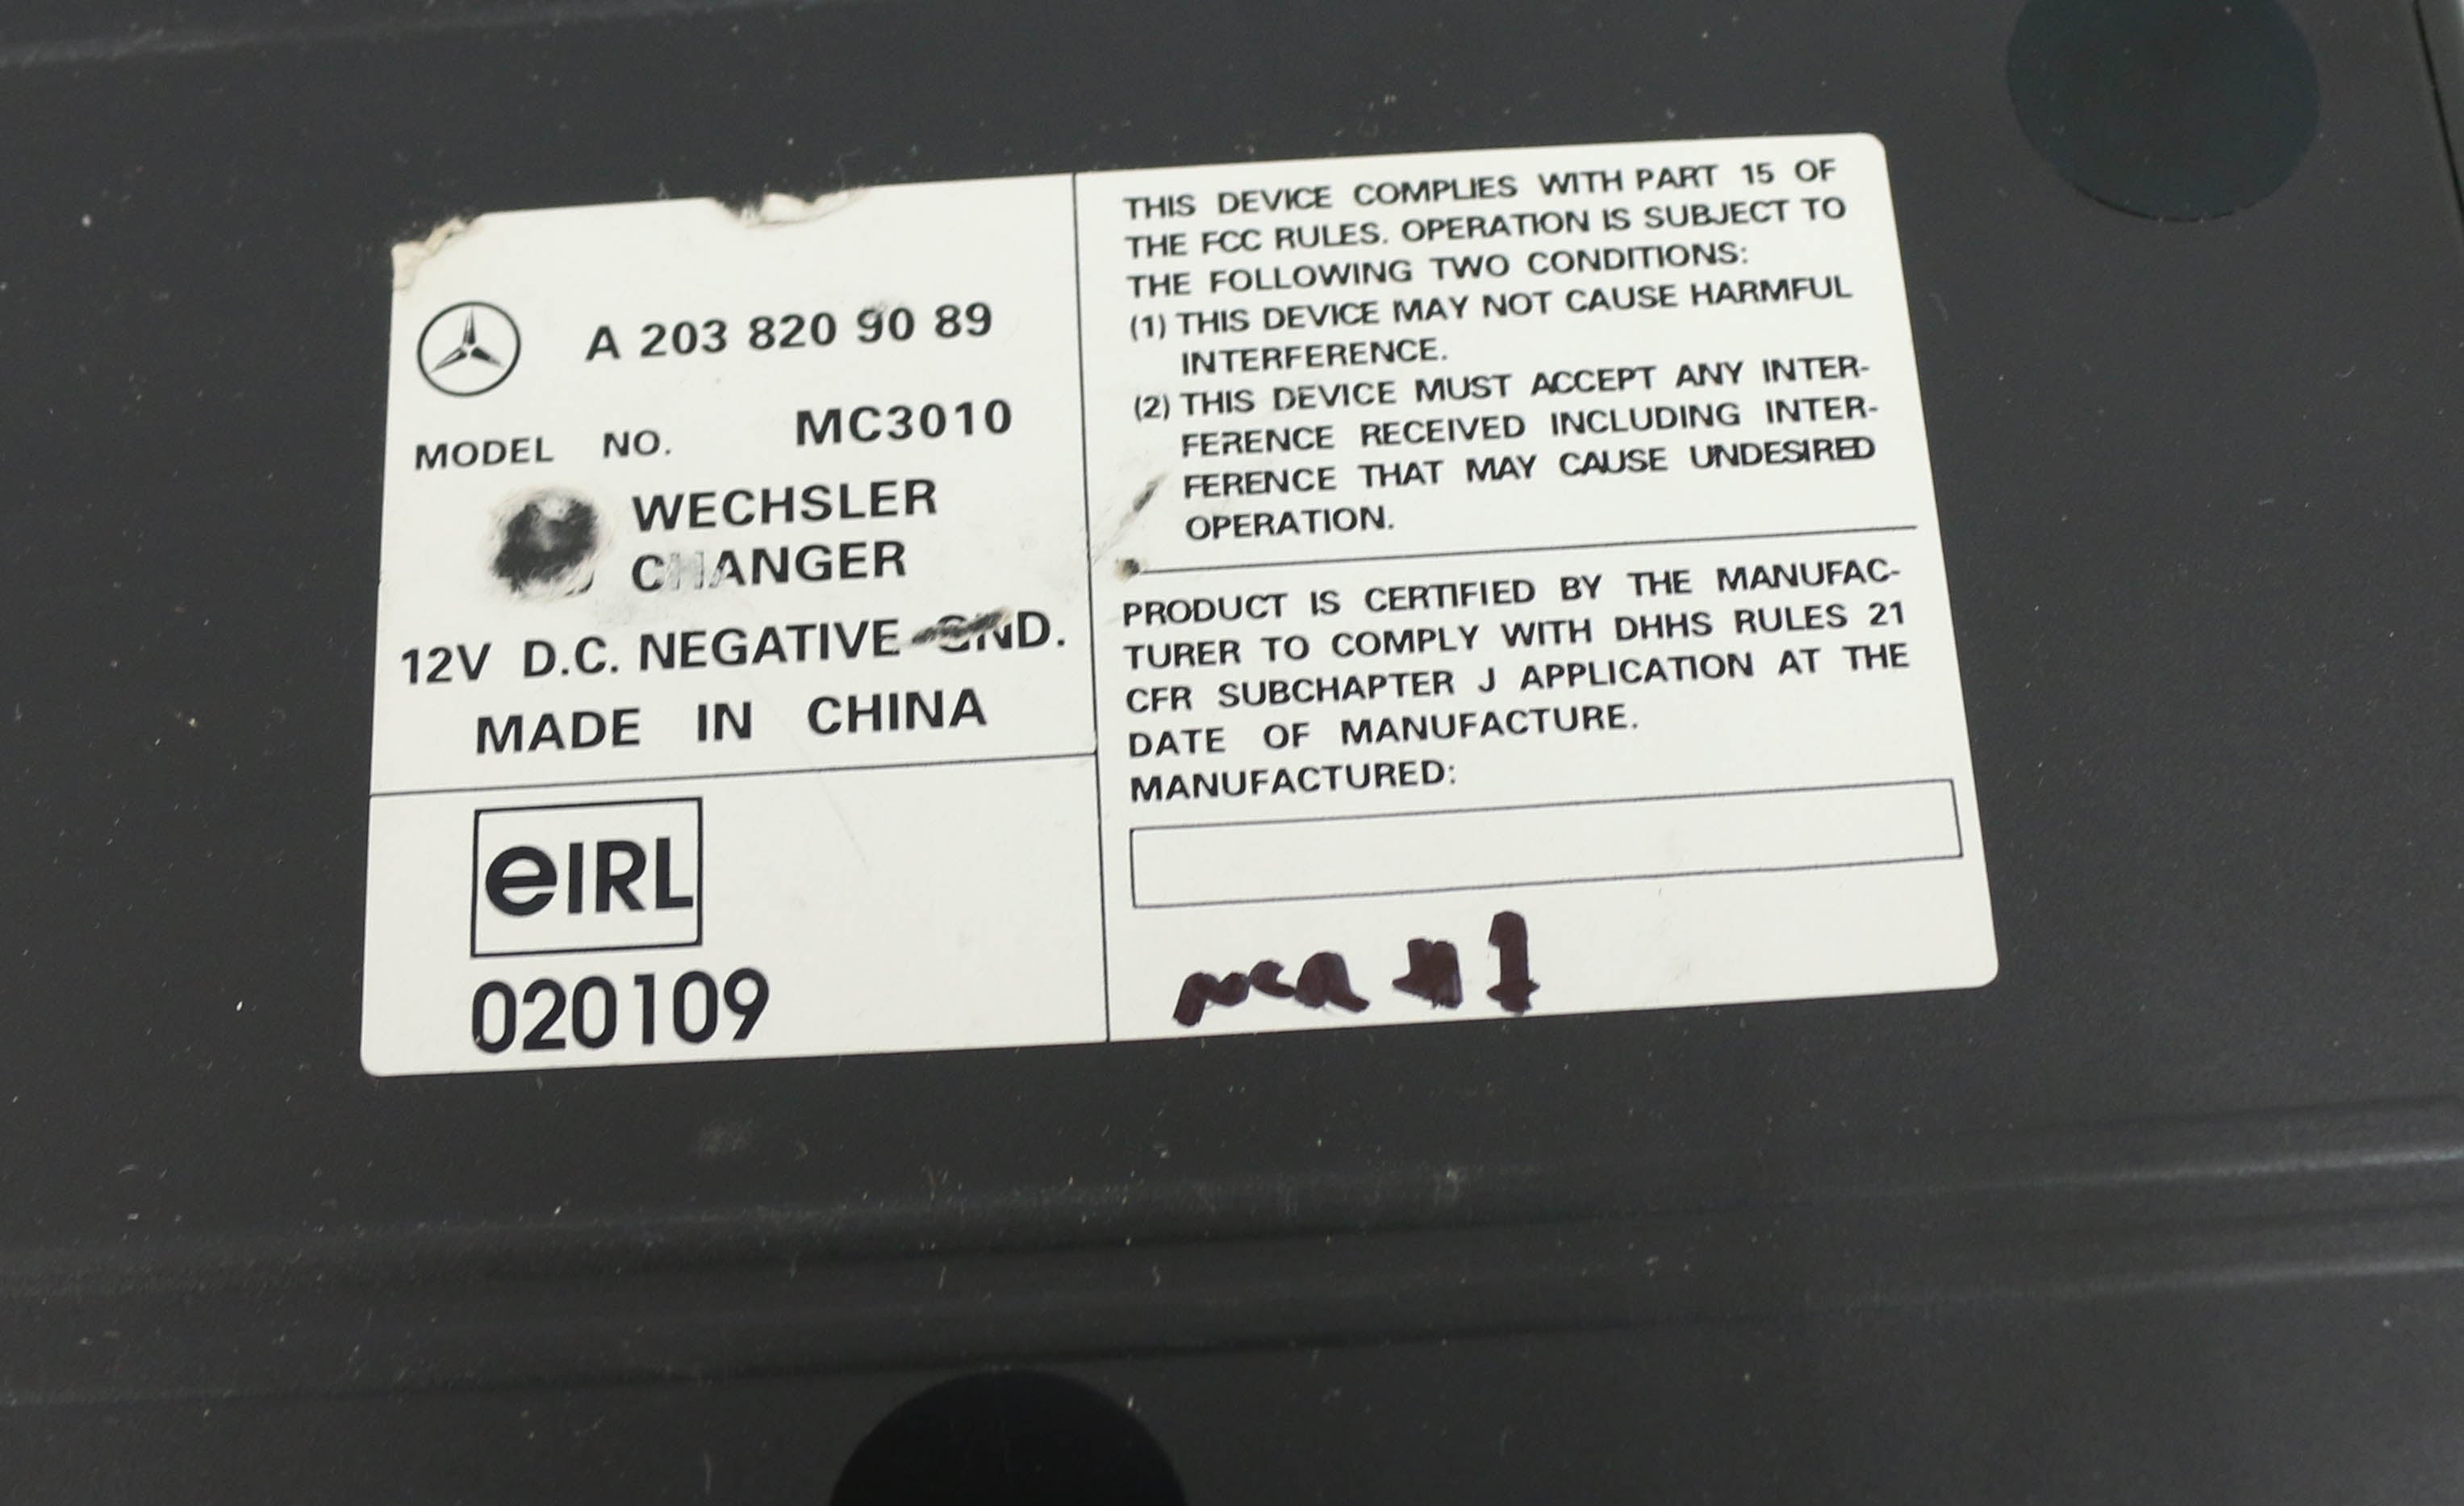 A 203 820 90 89
MODEL NO. MC3010
WECHSLER
CHANGER
12V D.C. NEGATIVE GND.
MADE IN CHINA
eIRL
020109
THIS DEVICE COMPLIES WITH PART 15 OF
THE FCC RULES. OPERATION IS SUBJECT TO
THE FOLLOWING TWO CONDITIONS:
(1) THIS DEVICE MAY NOT CAUSE HARMFUL
INTERFERENCE.
(2) THIS DEVICE MUST ACCEPT ANY INTER-
FERENCE RECEIVED INCLUDING INTER-
FERENCE THAT MAY CAUSE UNDESIRED
OPERATION.
PRODUCT IS CERTIFIED BY THE MANUFAC-
TURER TO COMPLY WITH DHHS RULES 21
CFR SUBCHAPTER J APPLICATION AT THE
DATE OF MANUFACTURE.
MANUFACTURED: